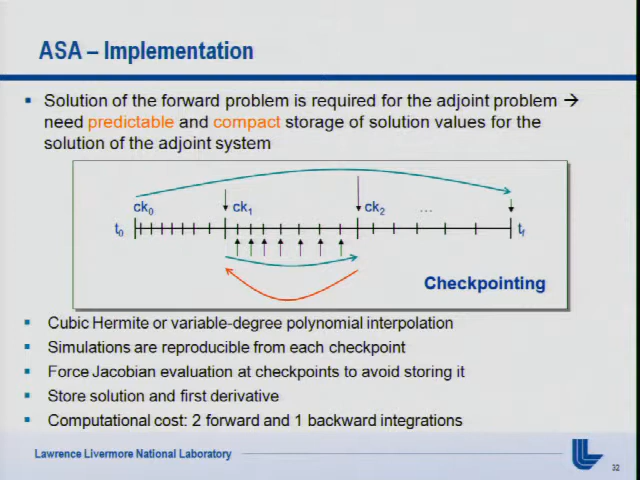 ASA – Implementation
▪ Solution of the forward problem is required for the adjoint problem →
need predictable and compact storage of solution values for the
solution of the adjoint system
ck0 ck1 ck2 ...
t0 tf
Checkpointing
▪ Cubic Hermite or variable-degree polynomial interpolation
▪ Simulations are reproducible from each checkpoint
▪ Force Jacobian evaluation at checkpoints to avoid storing it
▪ Store solution and first derivative
▪ Computational cost: 2 forward and 1 backward integrations
Lawrence Livermore National Laboratory
32